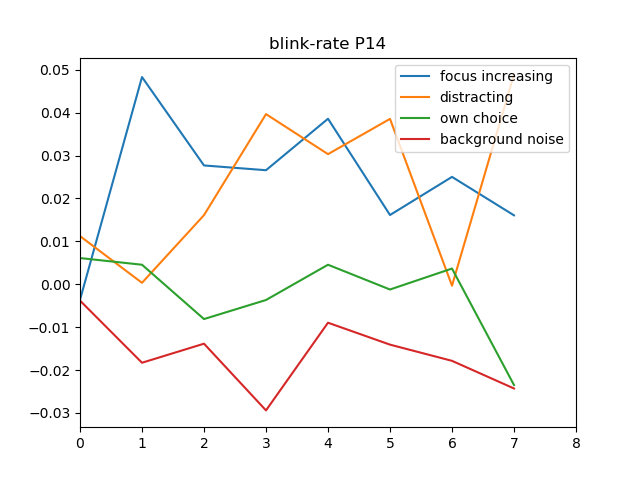 blink-rate P14
focus increasing
distracting
own choice
background noise
0.05
0.04
0.03
0.02
0.01
0.00
−0.01
−0.02
−0.03
0 1 2 3 4 5 6 7 8